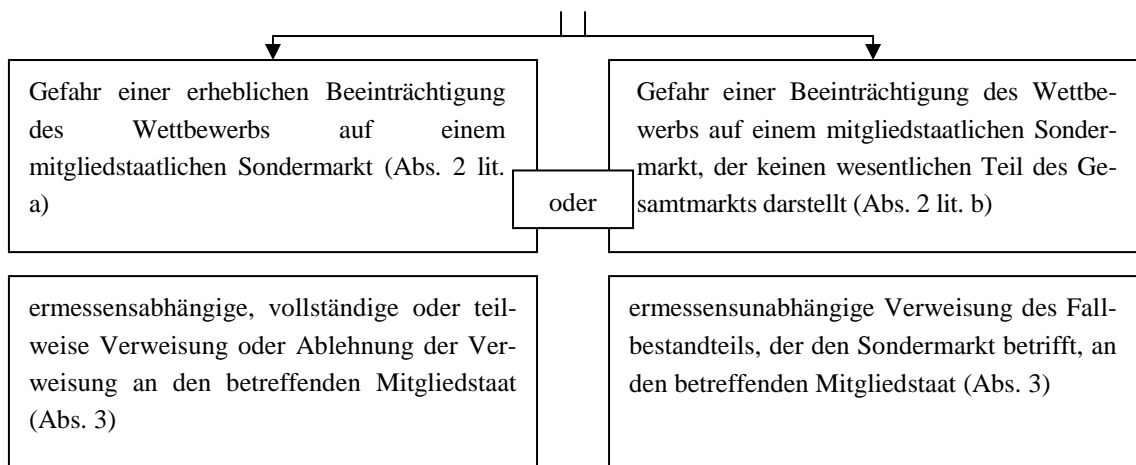 Gefahr einer erheblichen Beeinträchtigung
des Wettbewerbs auf einem
mitgliedstaatlichen Sondermarkt (Abs. 2 lit.
a)
oder
Gefahr einer Beeinträchtigung des Wettbe-
werbs auf einem mitgliedstaatlichen Sonder-
markt, der keinen wesentlichen Teil des Ge-
samtmarkts darstellt (Abs. 2 lit. b)
ermessensabhängige, vollständige oder teil-
weise Verweisung oder Ablehnung der Ver-
weisung an den betreffenden Mitgliedstaat
(Abs. 3)
ermessensunabhängige Verweisung des Fall-
bestandteils, der den Sondermarkt betrifft, an
den betreffenden Mitgliedstaat (Abs. 3)